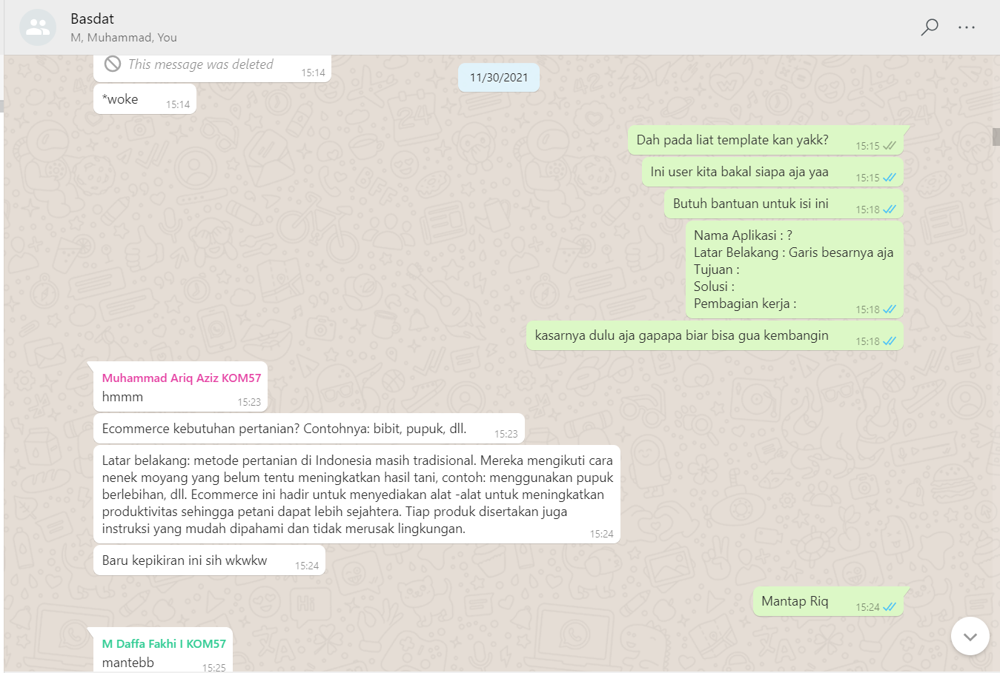 Basdat
M, Muhammad, You
This message was deleted
15:14
11/30/2021
*woke
15:14
Dah pada liat template kan yakk?
15:15
Ini user kita bakal siapa aja yaa
15:15
Butuh bantuan untuk isi ini
15:18
Nama Aplikasi : ?
Latar Belakang : Garis besarnya aja
Tujuan :
Solusi :
Pembagian kerja :
15:18
kasarnya dulu aja gapapa biar bisa gua kembangin
15:18
Muhammad Ariq Aziz KOM57
hmmm
15:23
Ecommerce kebutuhan pertanian? Contohnya: bibit, pupuk, dll.
15:23
Latar belakang: metode pertanian di Indonesia masih tradisional. Mereka mengikuti cara
nenek moyang yang belum tentu meningkatkan hasil tani, contoh: menggunakan pupuk
berlebihan, dll. Ecommerce ini hadir untuk menyediakan alat -alat untuk meningkatkan
produktivitas sehingga petani dapat lebih sejahtera. Tiap produk disertakan juga
instruksi yang mudah dipahami dan tidak merusak lingkungan.
15:24
Baru kepikiran ini sih wkwkw
15:24
Mantap Riq
15:24
M Daffa Fakhi I KOM57
mantebb
15:25